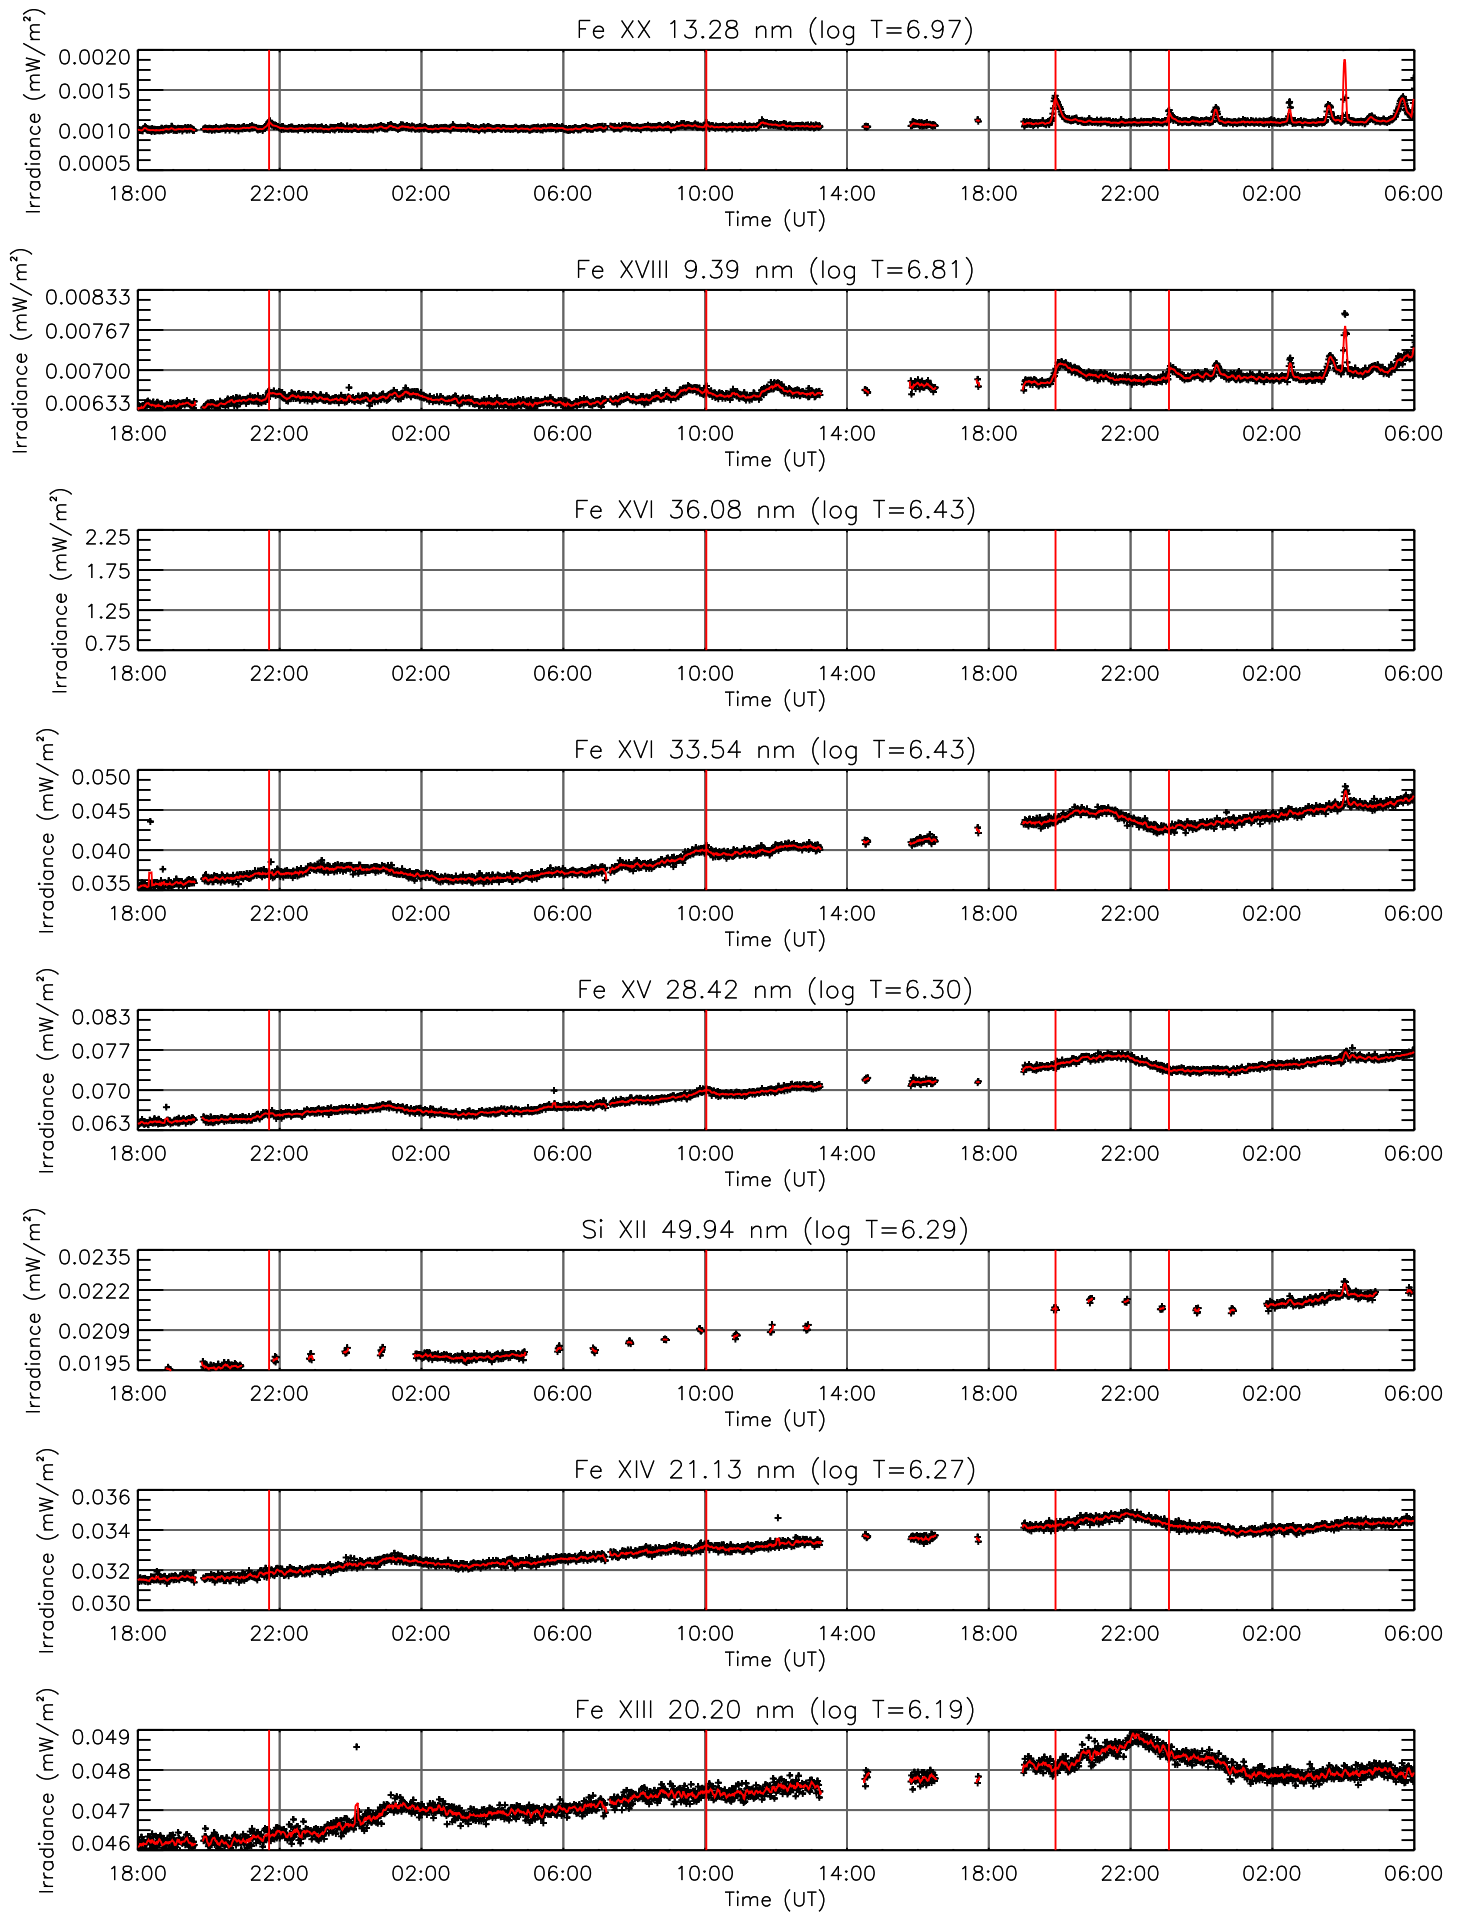 Fe XX 13.28 nm (log T=6.97)
Irradiance (mW/m²)
0.0020
0.0015
0.0010
0.0005
18:00 22:00 02:00 06:00 10:00 14:00 18:00 22:00 02:00 06:00
Time (UT)
Fe XVIII 9.39 nm (log T=6.81)
Irradiance (mW/m²)
0.00833
0.00767
0.00700
0.00633
18:00 22:00 02:00 06:00 10:00 14:00 18:00 22:00 02:00 06:00
Time (UT)
Fe XVI 36.08 nm (log T=6.43)
Irradiance (mW/m²)
2.25
1.75
1.25
0.75
18:00 22:00 02:00 06:00 10:00 14:00 18:00 22:00 02:00 06:00
Time (UT)
Fe XVI 33.54 nm (log T=6.43)
Irradiance (mW/m²)
0.050
0.045
0.040
0.035
18:00 22:00 02:00 06:00 10:00 14:00 18:00 22:00 02:00 06:00
Time (UT)
Fe XV 28.42 nm (log T=6.30)
Irradiance (mW/m²)
0.083
0.077
0.070
0.063
18:00 22:00 02:00 06:00 10:00 14:00 18:00 22:00 02:00 06:00
Time (UT)
Si XII 49.94 nm (log T=6.29)
Irradiance (mW/m²)
0.0235
0.0222
0.0209
0.0195
18:00 22:00 02:00 06:00 10:00 14:00 18:00 22:00 02:00 06:00
Time (UT)
Fe XIV 21.13 nm (log T=6.27)
Irradiance (mW/m²)
0.036
0.034
0.032
0.030
18:00 22:00 02:00 06:00 10:00 14:00 18:00 22:00 02:00 06:00
Time (UT)
Fe XIII 20.20 nm (log T=6.19)
Irradiance (mW/m²)
0.049
0.048
0.047
0.046
18:00 22:00 02:00 06:00 10:00 14:00 18:00 22:00 02:00 06:00
Time (UT)